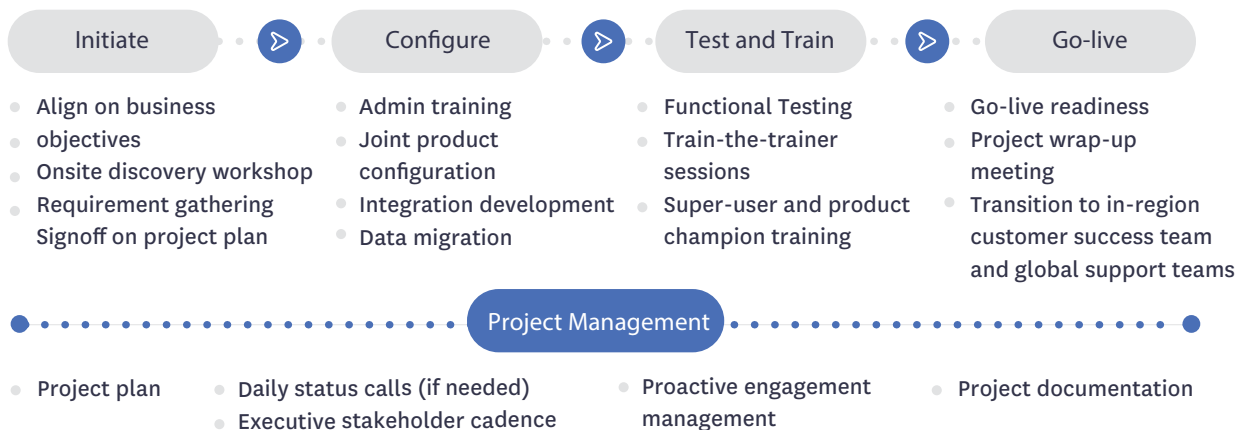 Initiate
Configure
Test and Train
Go-live
Align on business
objectives
Onsite discovery workshop
Requirement gathering
Signoff on project plan
Admin training
Joint product
configuration
Integration development
Data migration
Functional Testing
Train-the-trainer
sessions
Super-user and product
champion training
Go-live readiness
Project wrap-up
meeting
Transition to in-region
customer success team
and global support teams
Project Management
Project plan
Daily status calls (if needed)
Executive stakeholder cadence
Proactive engagement
management
Project documentation